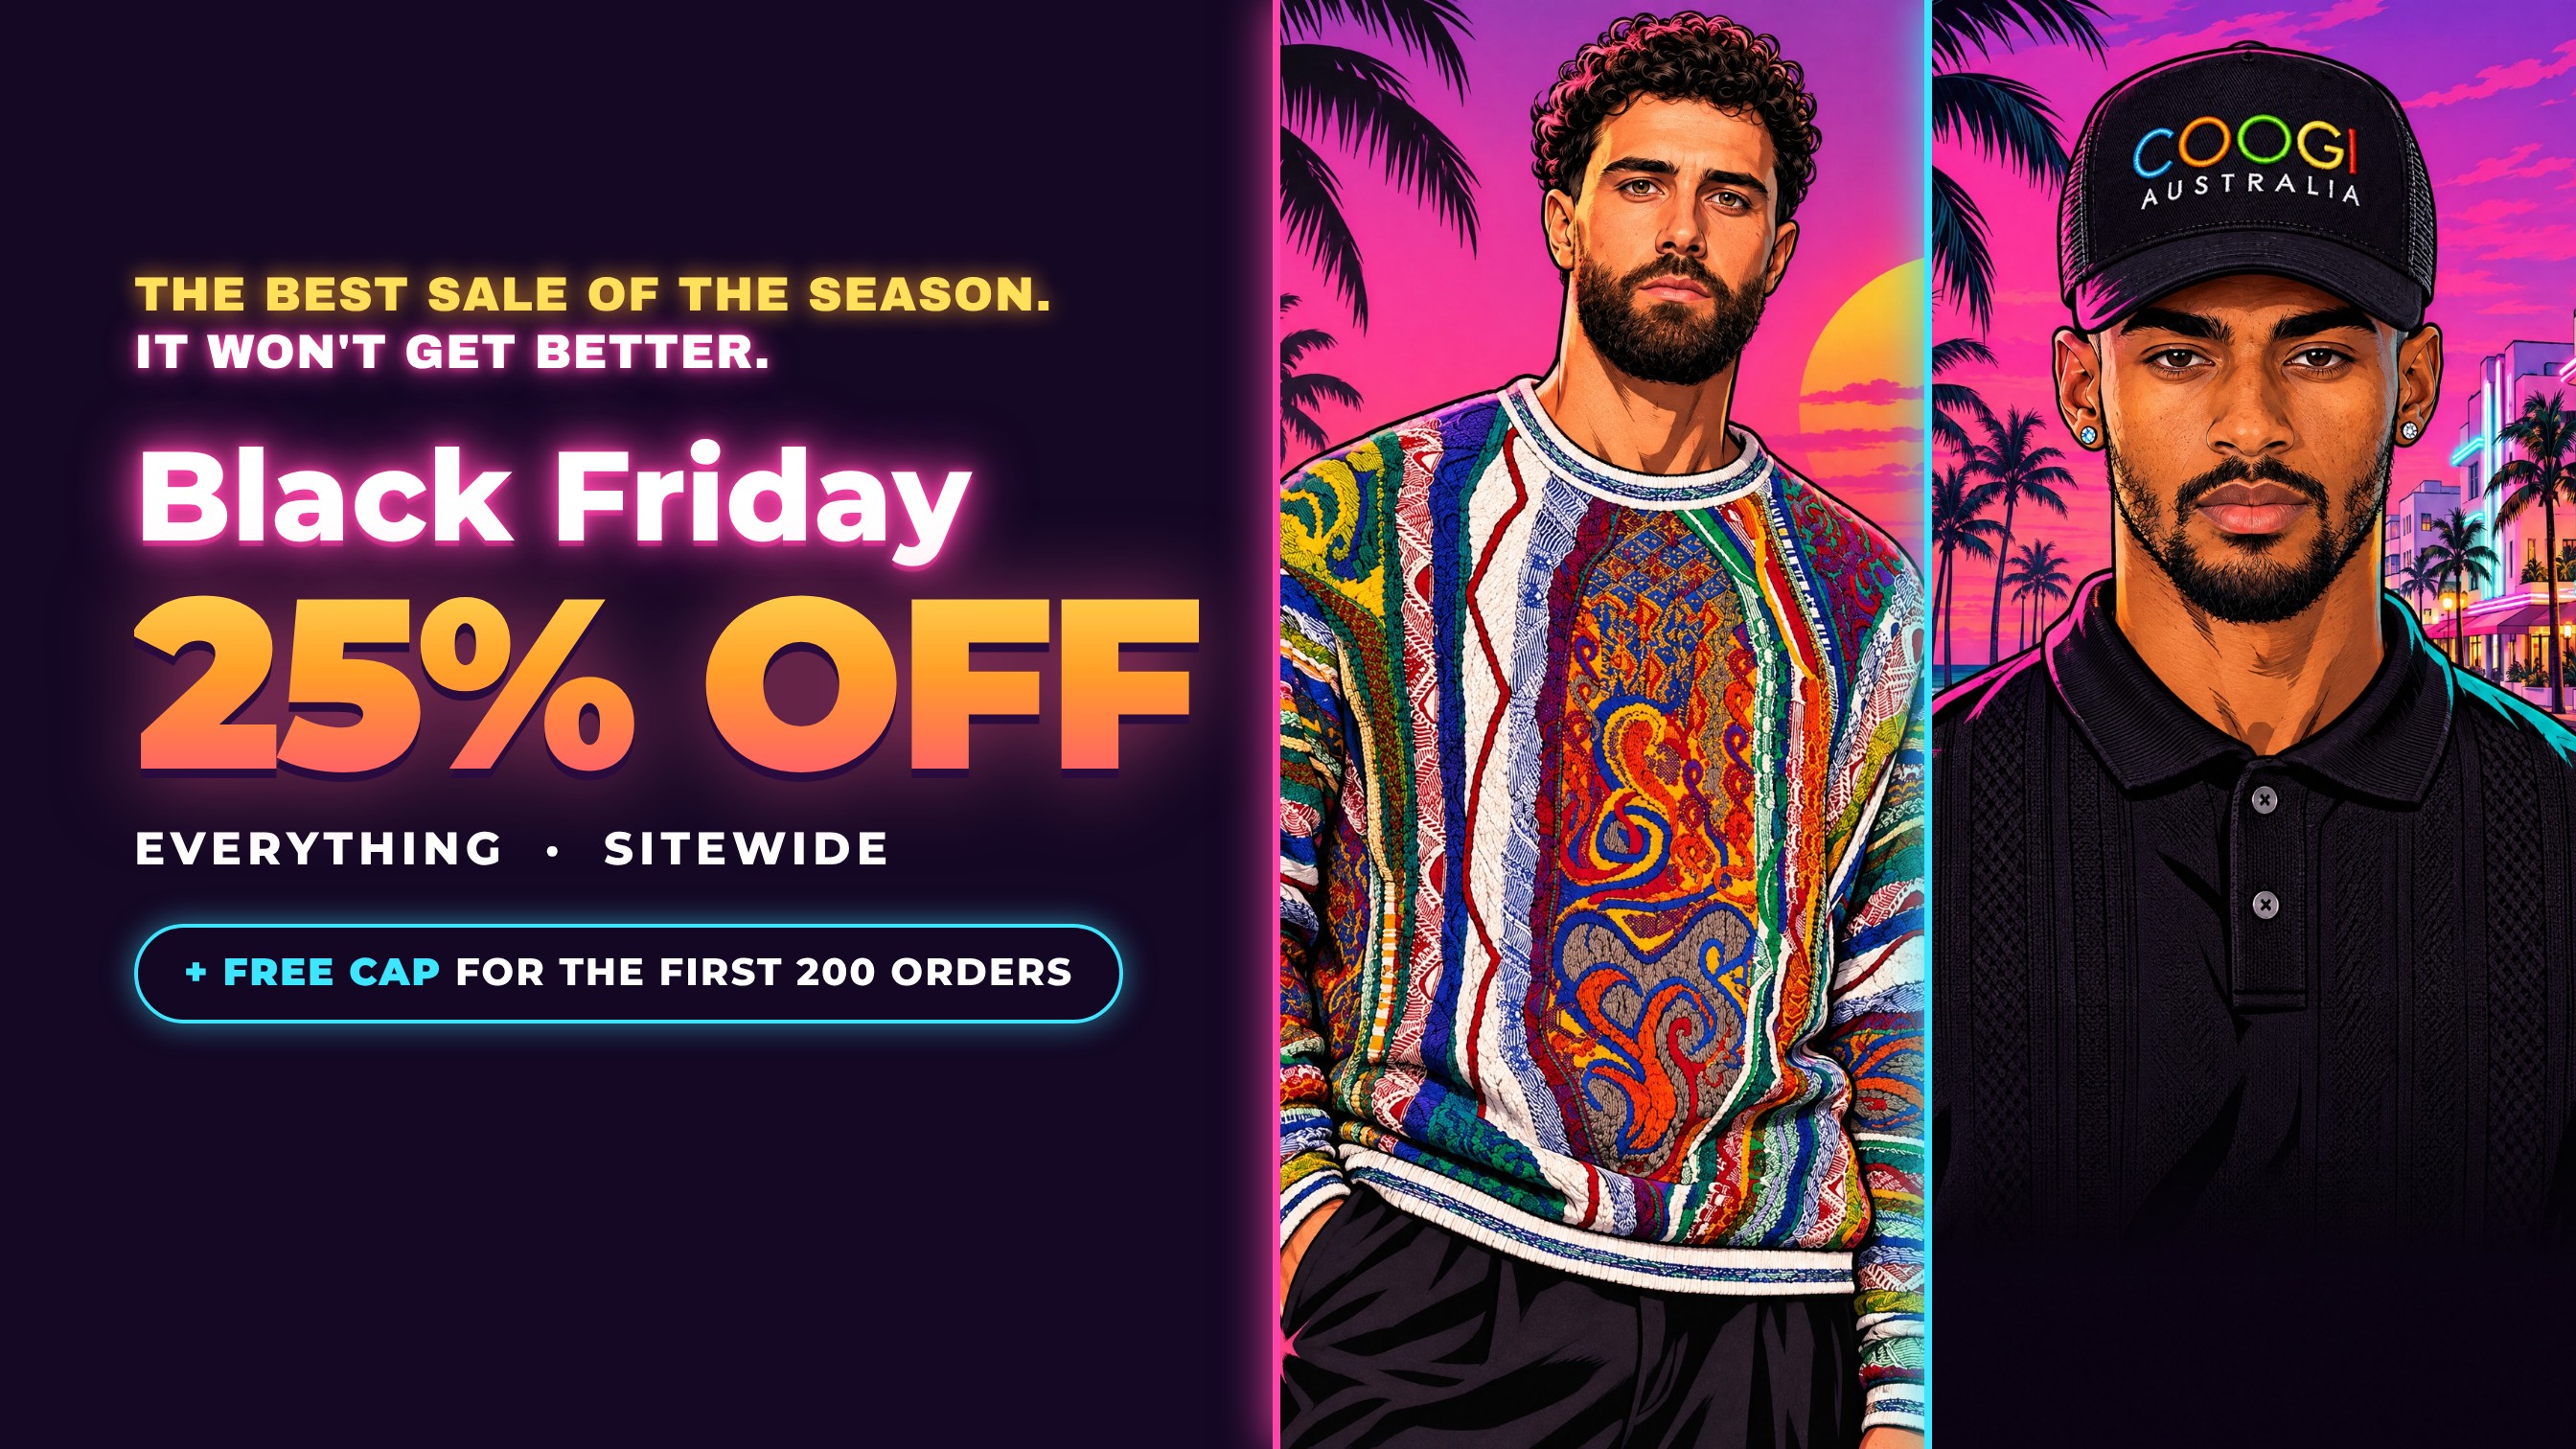 THE BEST SALE OF THE SEASON.
IT WON'T GET BETTER.
Black Friday
25% OFF
EVERYTHING · SITEWIDE
+ FREE CAP FOR THE FIRST 200 ORDERS
COOGI
AUSTRALIA